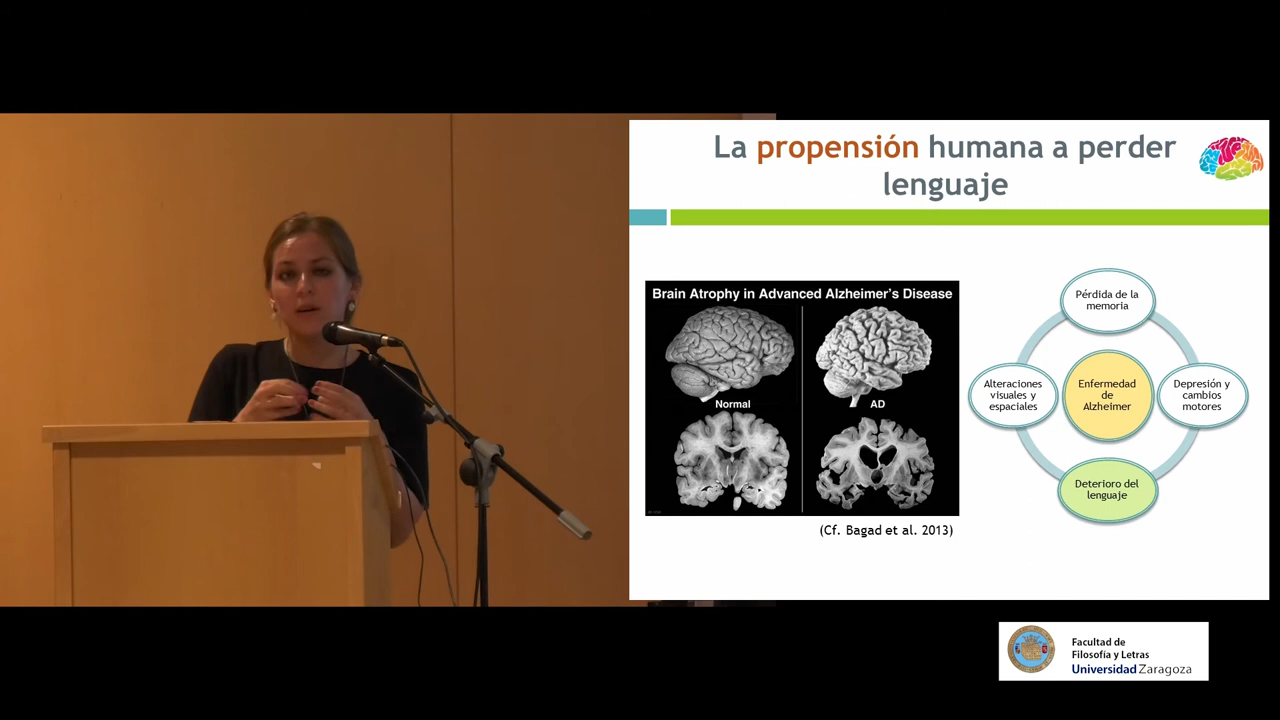 La propensión humana a perder
lenguaje
Brain Atrophy in Advanced Alzheimer's Disease
Normal
AD
(Cf. Bagad et al. 2013)
Pérdida de la
memoria
Alteraciones
visuales y
espaciales
Enfermedad
de
Alzheimer
Depresión y
cambios
motores
Deterioro del
lenguaje
Facultad de
Filosofía y Letras
Universidad Zaragoza